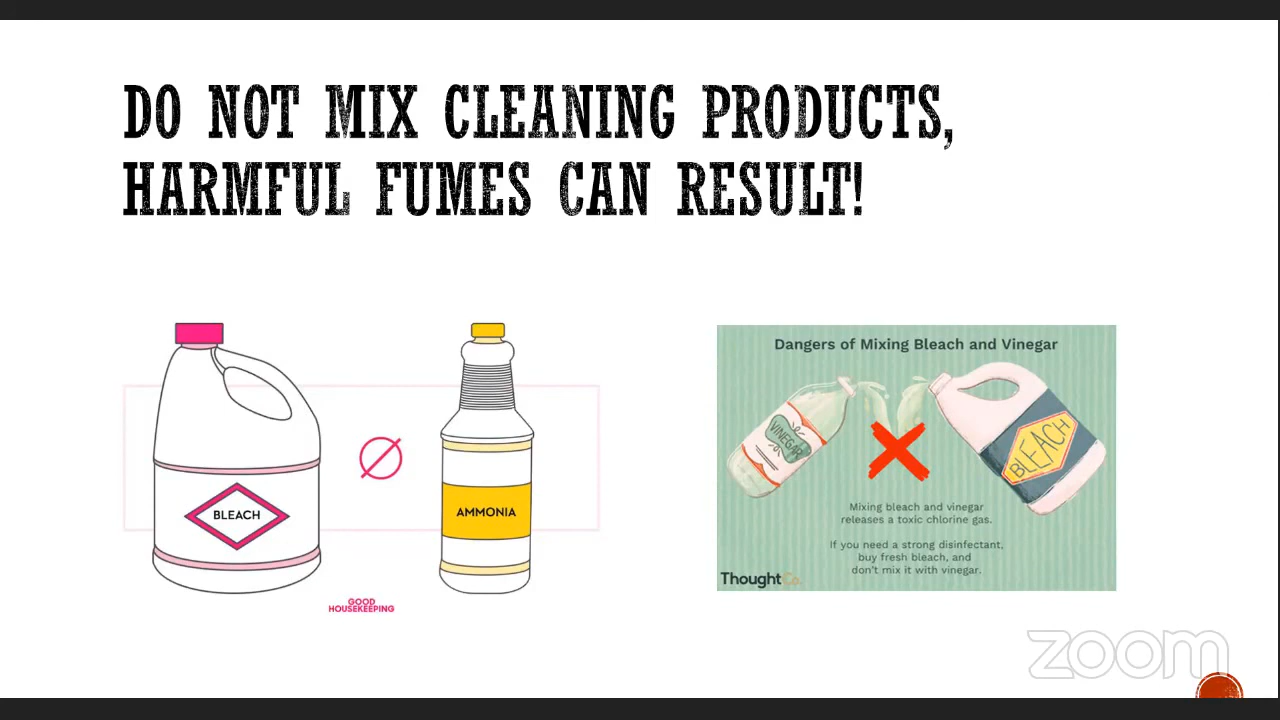 DO NOT MIX CLEANING PRODUCTS,
HARMFUL FUMES CAN RESULT!
BLEACH
AMMONIA
GOOD
HOUSEKEEPING
Dangers of Mixing Bleach and Vinegar
VINEGAR
BLEACH
Mixing bleach and vinegar
releases a toxic chlorine gas.
If you need a strong disinfectant,
buy fresh bleach, and
don't mix it with vinegar.
ThoughtCo.
zoom